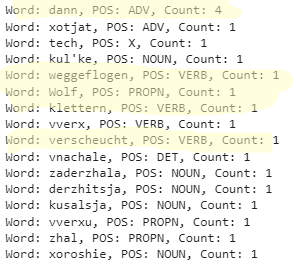 Word: dann, POS: ADV, Count: 4
Word: xotjat, POS: ADV, Count: 1
Word: tech, POS: X, Count: 1
Word: kul'ke, POS: NOUN, Count: 1
Word: weggeflogen, POS: VERB, Count: 1
Word: Wolf, POS: PROPN, Count: 1
Word: klettern, POS: VERB, Count: 1
Word: vverx, POS: VERB, Count: 1
Word: verscheucht, POS: VERB, Count: 1
Word: vnachale, POS: DET, Count: 1
Word: zaderzhala, POS: NOUN, Count: 1
Word: derzhitsja, POS: NOUN, Count: 1
Word: kusalsja, POS: NOUN, Count: 1
Word: vverxu, POS: PROPN, Count: 1
Word: zhal, POS: PROPN, Count: 1
Word: xoroshie, POS: NOUN, Count: 1